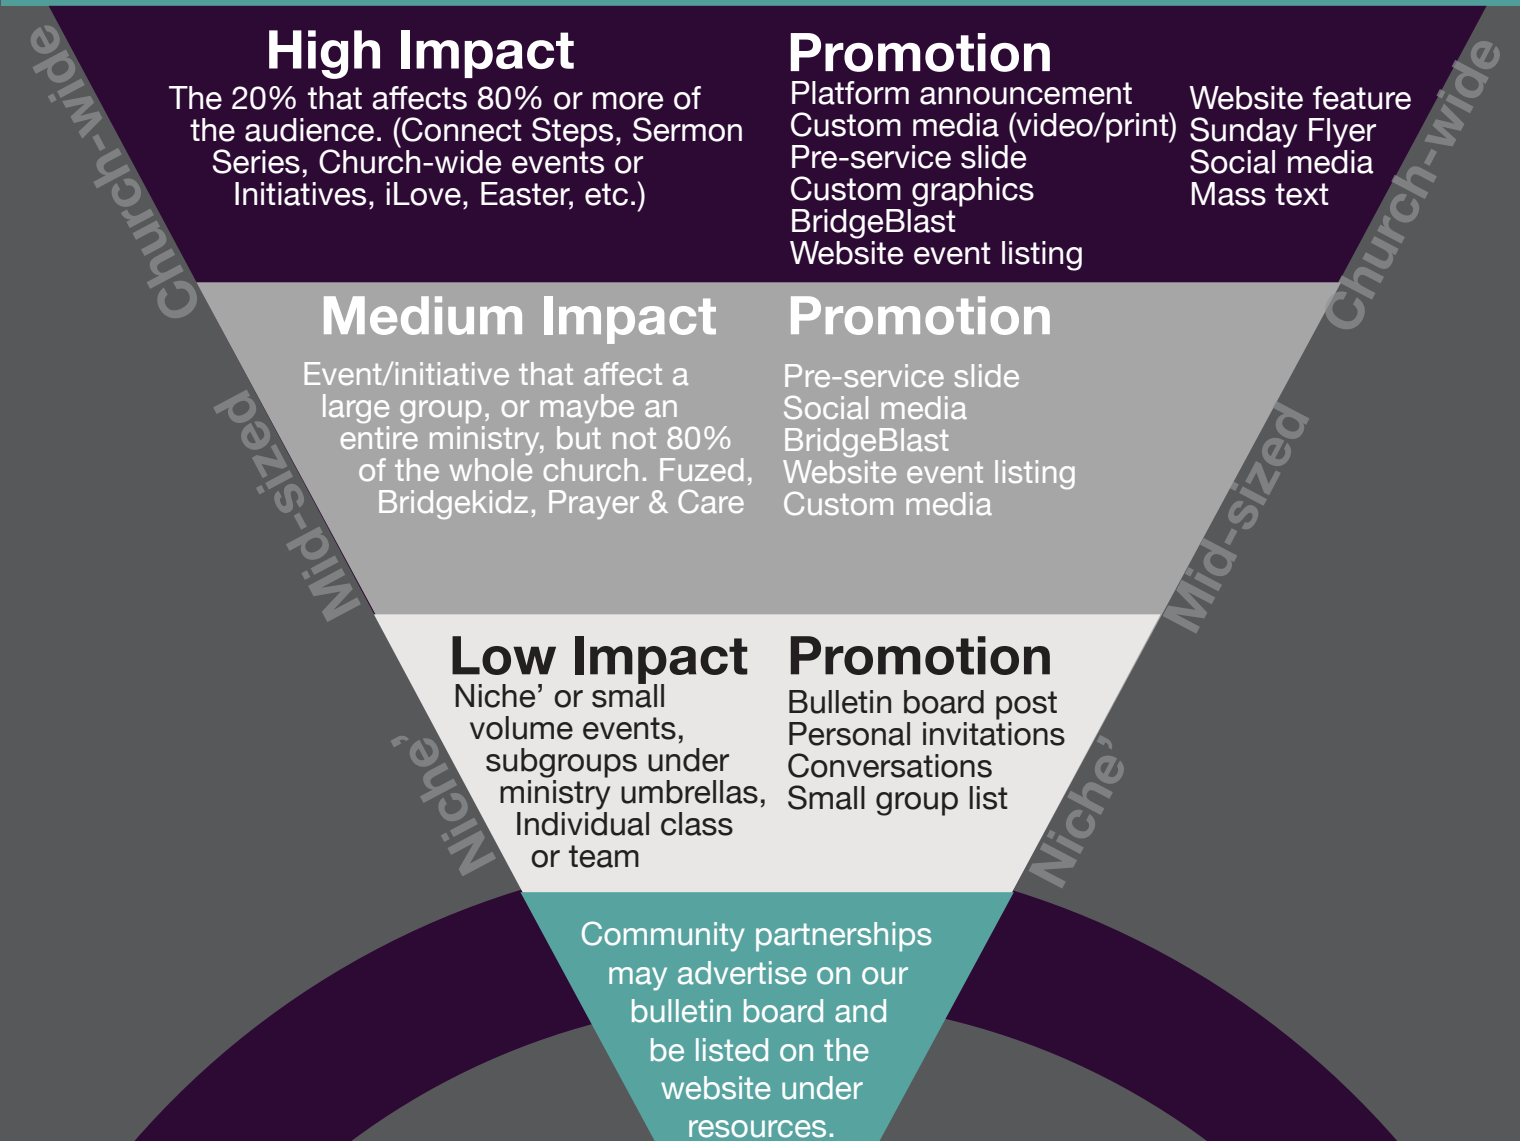 Church-wide
High Impact
The 20% that affects 80% or more of
the audience. (Connect Steps, Sermon
Series, Church-wide events or
Initiatives, iLove, Easter, etc.)
Promotion
Platform announcement
Custom media (video/print)
Pre-service slide
Custom graphics
BridgeBlast
Website event listing
Website feature
Sunday Flyer
Social media
Mass text
Church-wide
Mid-sized
Medium Impact
Event/initiative that affect a
large group, or maybe an
entire ministry, but not 80%
of the whole church. Fuzed,
Bridgekidz, Prayer & Care
Promotion
Pre-service slide
Social media
BridgeBlast
Website event listing
Custom media
Mid-sized
Niche’
Low Impact
Niche’ or small
volume events,
subgroups under
ministry umbrellas,
Individual class
or team
Promotion
Bulletin board post
Personal invitations
Conversations
Small group list
Niche’
Community partnerships
may advertise on our
bulletin board and
be listed on the
website under
resources.